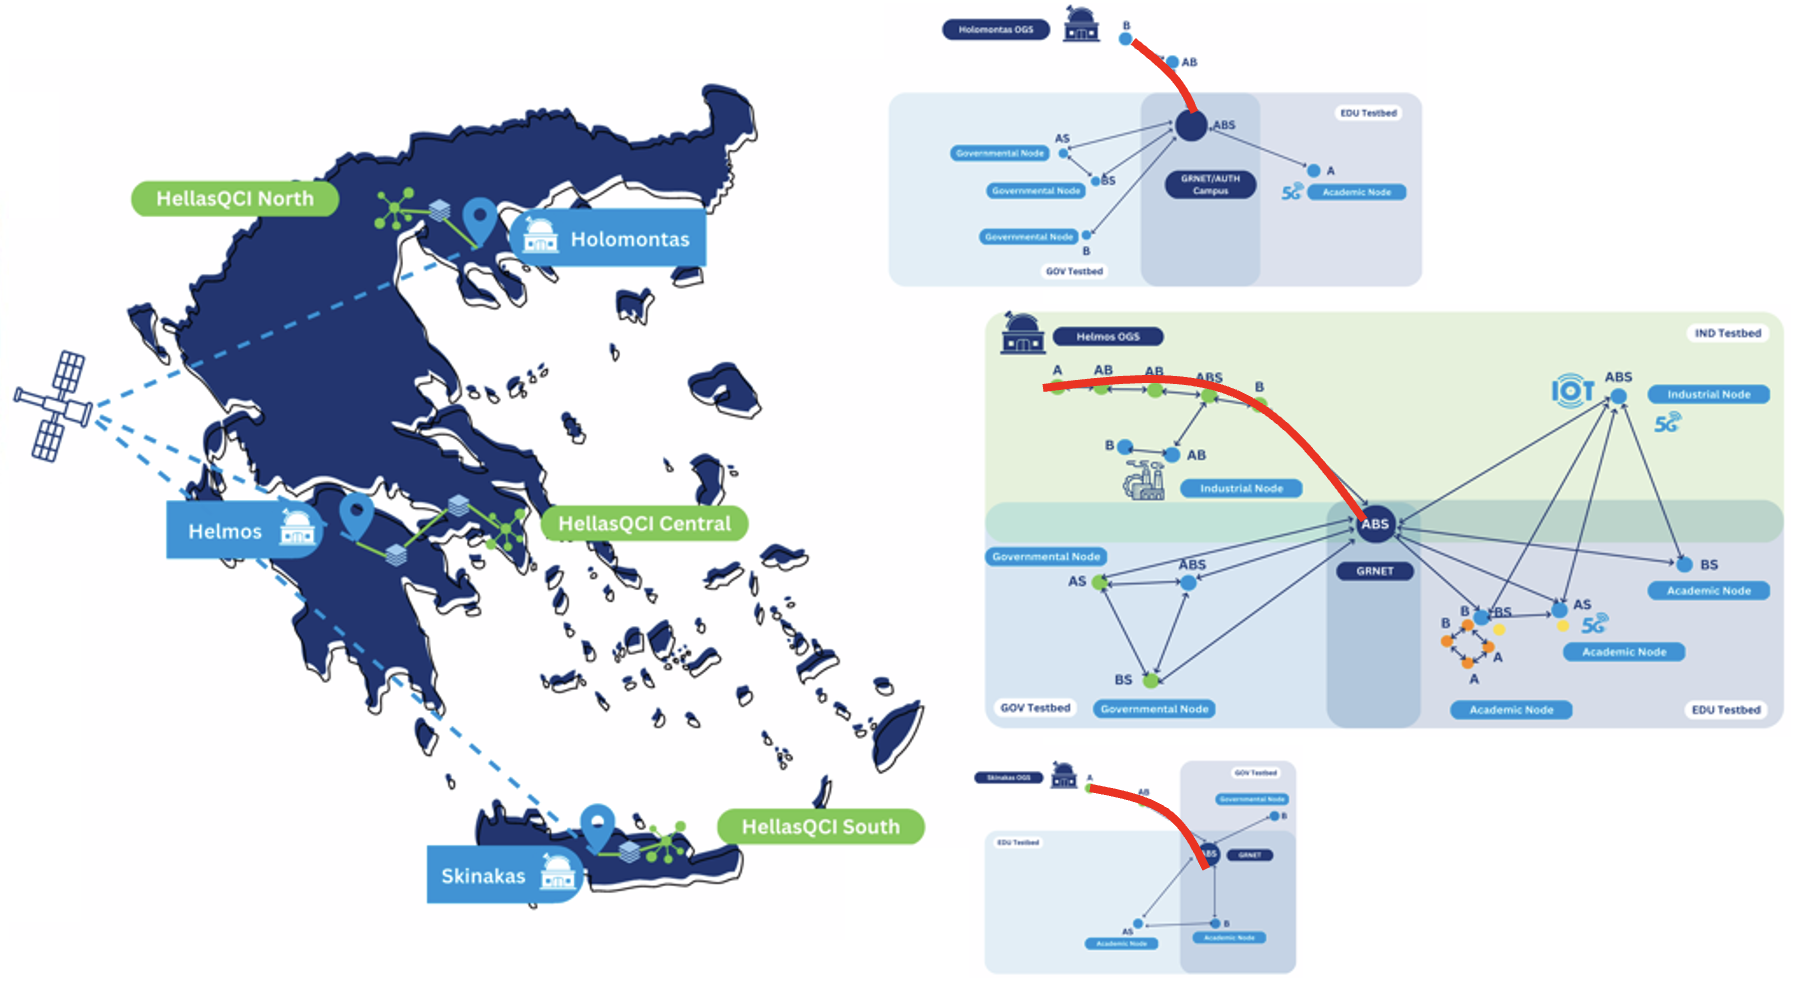 HellasQCI North
Holomontas
Helmos
HellasQCI Central
HellasQCI South
Skinakas
Holomontas OGS
B
AB
EDU Testbed
ABS
AS
Governmental Node
A
BS
GRNET/AUTH
Campus
Governmental Node
5G
Academic Node
Governmental Node
B
GOV Testbed
Helmos OGS
IND Testbed
A
AB
AB
ABS
B
IOT
ABS
Industrial Node
5G
B
AB
Industrial Node
ABS
Governmental Node
AS
ABS
GRNET
BS
Academic Node
B
BS
AS
5G
B
A
Academic Node
A
BS
GOV Testbed
Governmental Node
Academic Node
EDU Testbed
Skinakas OGS
A
AB
GOV Testbed
Governmental Node
B
EDU Testbed
ABS
GRNET
AS
B
Academic Node
Academic Node